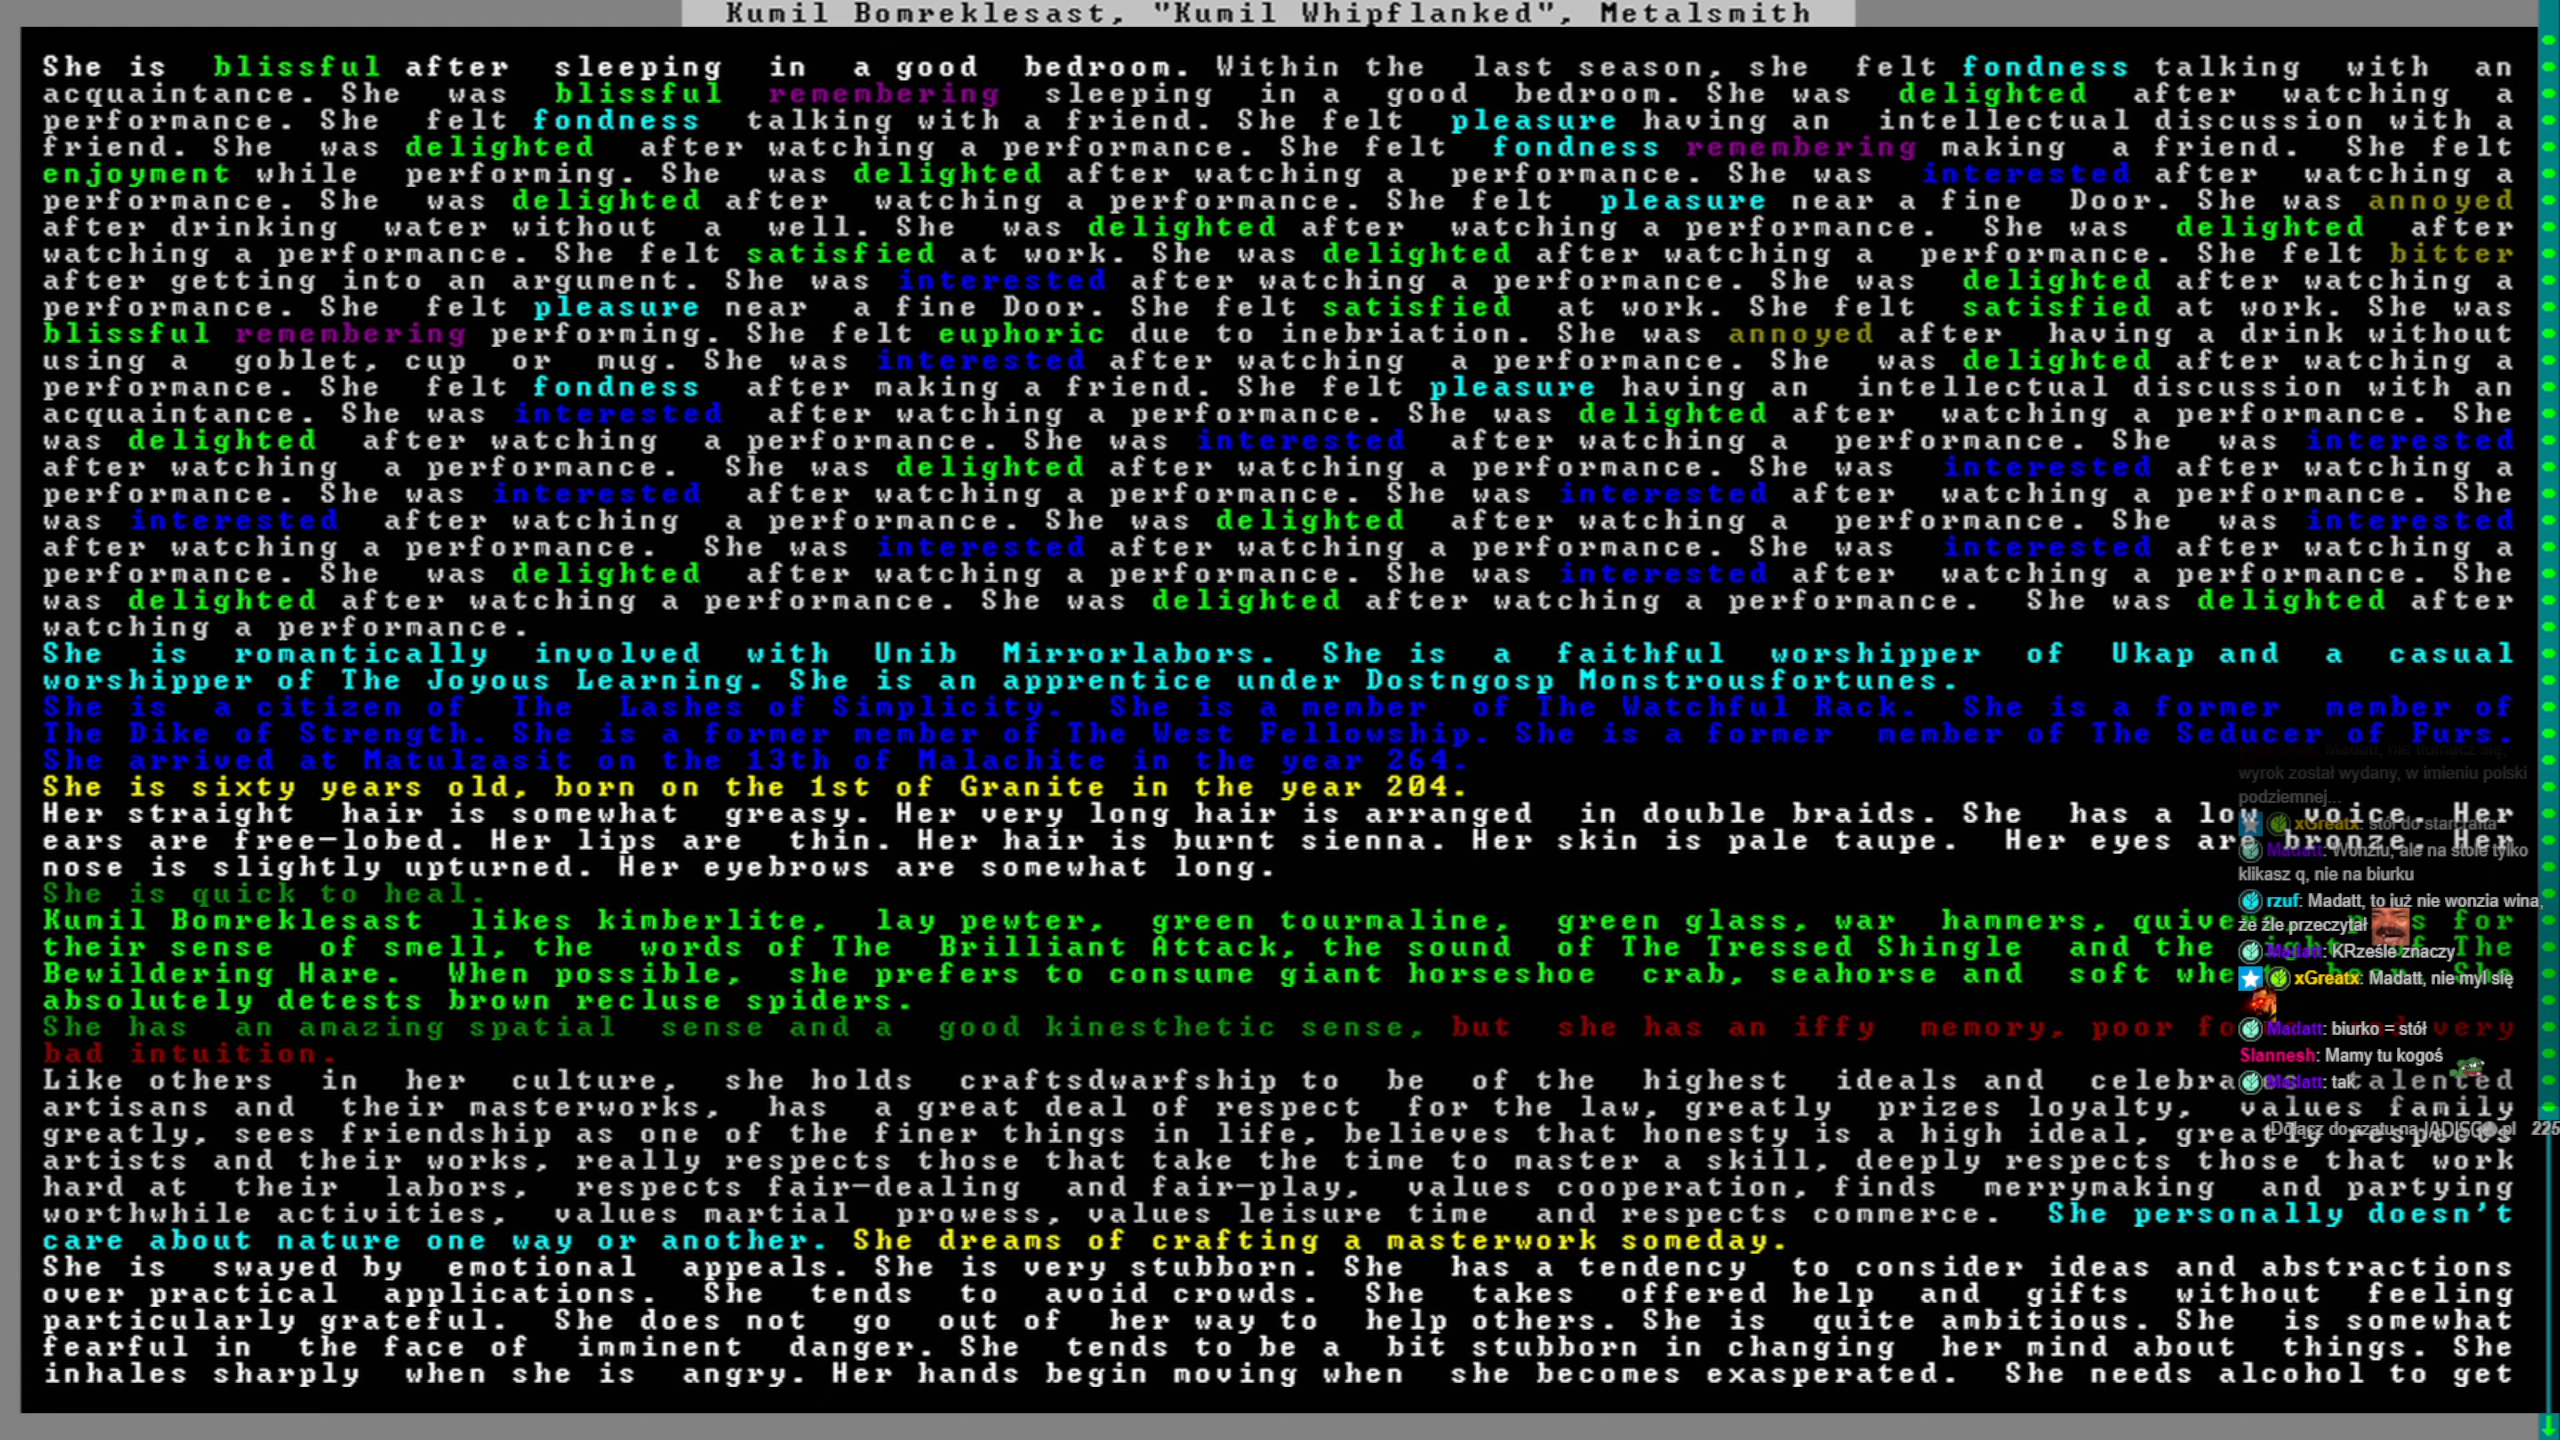 Kumil Bomreklesast, "Kumil Whipflanked", Metalsmith
She is blissful after sleeping in a good bedroom. Within the last season, she felt fondness talking with an
acquaintance. She was blissful remembering sleeping in a good bedroom. She was delighted after watching a
performance. She felt fondness talking with a friend. She felt pleasure having an intellectual discussion with a
friend. She was delighted after watching a performance. She felt fondness remembering making a friend. She felt
enjoyment while performing. She was delighted after watching a performance. She was interested after watching a
performance. She was delighted after watching a performance. She felt pleasure near a fine Door. She was annoyed
after drinking water without a well. She was delighted after watching a performance. She was delighted after
watching a performance. She felt satisfied at work. She was delighted after watching a performance. She felt bitter
after getting into an argument. She was interested after watching a performance. She was delighted after watching a
performance. She felt pleasure near a fine Door. She felt satisfied at work. She felt satisfied at work. She was
blissful remembering performing. She felt euphoric due to inebriation. She was annoyed after having a drink without
using a goblet, cup or mug. She was interested after watching a performance. She was delighted after watching a
performance. She felt fondness after making a friend. She felt pleasure having an intellectual discussion with an
acquaintance. She was interested after watching a performance. She was delighted after watching a performance. She
was delighted after watching a performance. She was interested after watching a performance. She was interested
after watching a performance. She was delighted after watching a performance. She was interested after watching a
performance. She was interested after watching a performance. She was interested after watching a performance. She
was interested after watching a performance. She was delighted after watching a performance. She was interested
after watching a performance. She was interested after watching a performance. She was interested after watching a
performance. She was delighted after watching a performance. She was interested after watching a performance. She
was delighted after watching a performance. She was delighted after watching a performance. She was delighted after
watching a performance.
She is romantically involved with Unib Mirrorlabors. She is a faithful worshipper of Ukap and a casual
worshipper of The Joyous Learning. She is an apprentice under Dostngosp Monstrousfortunes.
She is a citizen of The Lashes of Simplicity. She is a member of The Watchful Rack. She is a former member of
The Dike of Strength. She is a former member of The West Fellowship. She is a former member of The Seducer of Furs.
She arrived at Matulzasit on the 13th of Malachite in the year 264.
She is sixty years old, born on the 1st of Granite in the year 204.
Her straight hair is somewhat greasy. Her very long hair is arranged in double braids. She has a low voice. Her
ears are free-lobed. Her lips are thin. Her hair is burnt sienna. Her skin is pale taupe. Her eyes are bronze. Her
nose is slightly upturned. Her eyebrows are somewhat long.
She is quick to heal.
Kumil Bomreklesast likes kimberlite, lay pewter, green tourmaline, green glass, war hammers, for
their sense of smell, the words of The Brilliant Attack, the sound of The Tressed Shingle and the The
Bewildering Hare. When possible, she prefers to consume giant horseshoe crab, seahorse and soft
absolutely detests brown recluse spiders.
She has an amazing spatial sense and a good kinesthetic sense, but she has an iffy memory, poor very
bad intuition.
Like others in her culture, she holds craftsdwarfship to be of the highest ideals and talented
artisans and their masterworks, has a great deal of respect for the law, greatly prizes loyalty, values family
greatly, sees friendship as one of the finer things in life, believes that honesty is a high ideal, greatly respects
artists and their works, really respects those that take the time to master a skill, deeply respects those that work
hard at their labors, respects fair-dealing and fair-play, values cooperation, finds merrymaking and partying
worthwhile activities, values martial prowess, values leisure time and respects commerce. She personally doesn't
care about nature one way or another. She dreams of crafting a masterwork someday.
She is swayed by emotional appeals. She is very stubborn. She has a tendency to consider ideas and abstractions
over practical applications. She tends to avoid crowds. She takes offered help and gifts without feeling
particularly grateful. She does not go out of her way to help others. She is quite ambitious. She is somewhat
fearful in the face of imminent danger. She tends to be a bit stubborn in changing her mind about things. She
inhales sharply when she is angry. Her hands begin moving when she becomes exasperated. She needs alcohol to get
wyrok został wydany, w imieniu polski
podziemnej...
xGreatx: stół do starcrafta
Madatt: Wonziu, ale na stole tylko
klikasz q, nie na biurku
rzuf: Madatt, to już nie wonzia wina,
że źle przeczytał
Madatt: KRześle znaczy
xGreatx: Madatt, nie myl się
Madatt: biurko = stół
Slannesh: Mamy tu kogoś
Madatt: tak
Dołącz do czatu na JADISCO.pl 225